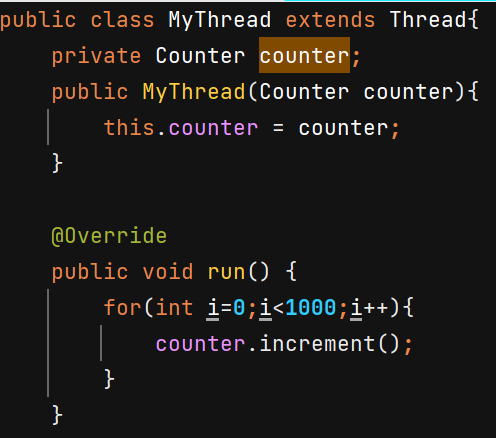 public class MyThread extends Thread{
    private Counter counter;
    public MyThread(Counter counter){
        this.counter = counter;
    }

    @Override
    public void run() {
        for(int i=0;i<1000;i++){
            counter.increment();
        }
    }